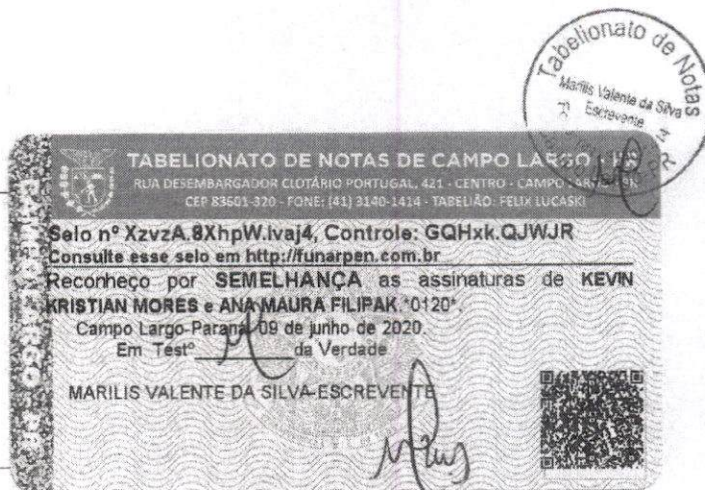 Tabelionato de Notas
Marilis Valente da Silva
Escrevente
TABELIONATO DE NOTAS DE CAMPO LARGO
RUA DESEMBARGADOR CLOTÁRIO PORTUGAL, 421 - CENTRO - CAMPO LARGO - PR
CEP 83601-320 - FONE: (41) 3140-1414 - TABELIÃO: FELIX LUCASKI
Selo nº XzvzA.8XhpW.ivaj4, Controle: GQHxk.QJWJR
Consulte esse selo em http://funarpen.com.br
Reconheço por SEMELHANÇA as assinaturas de KEVIN
KRISTIAN MORES e ANA MAURA FILIPAK.*0120*.
Campo Largo-Paraná, 09 de junho de 2020.
Em Testº da Verdade
MARILIS VALENTE DA SILVA-ESCREVENTE